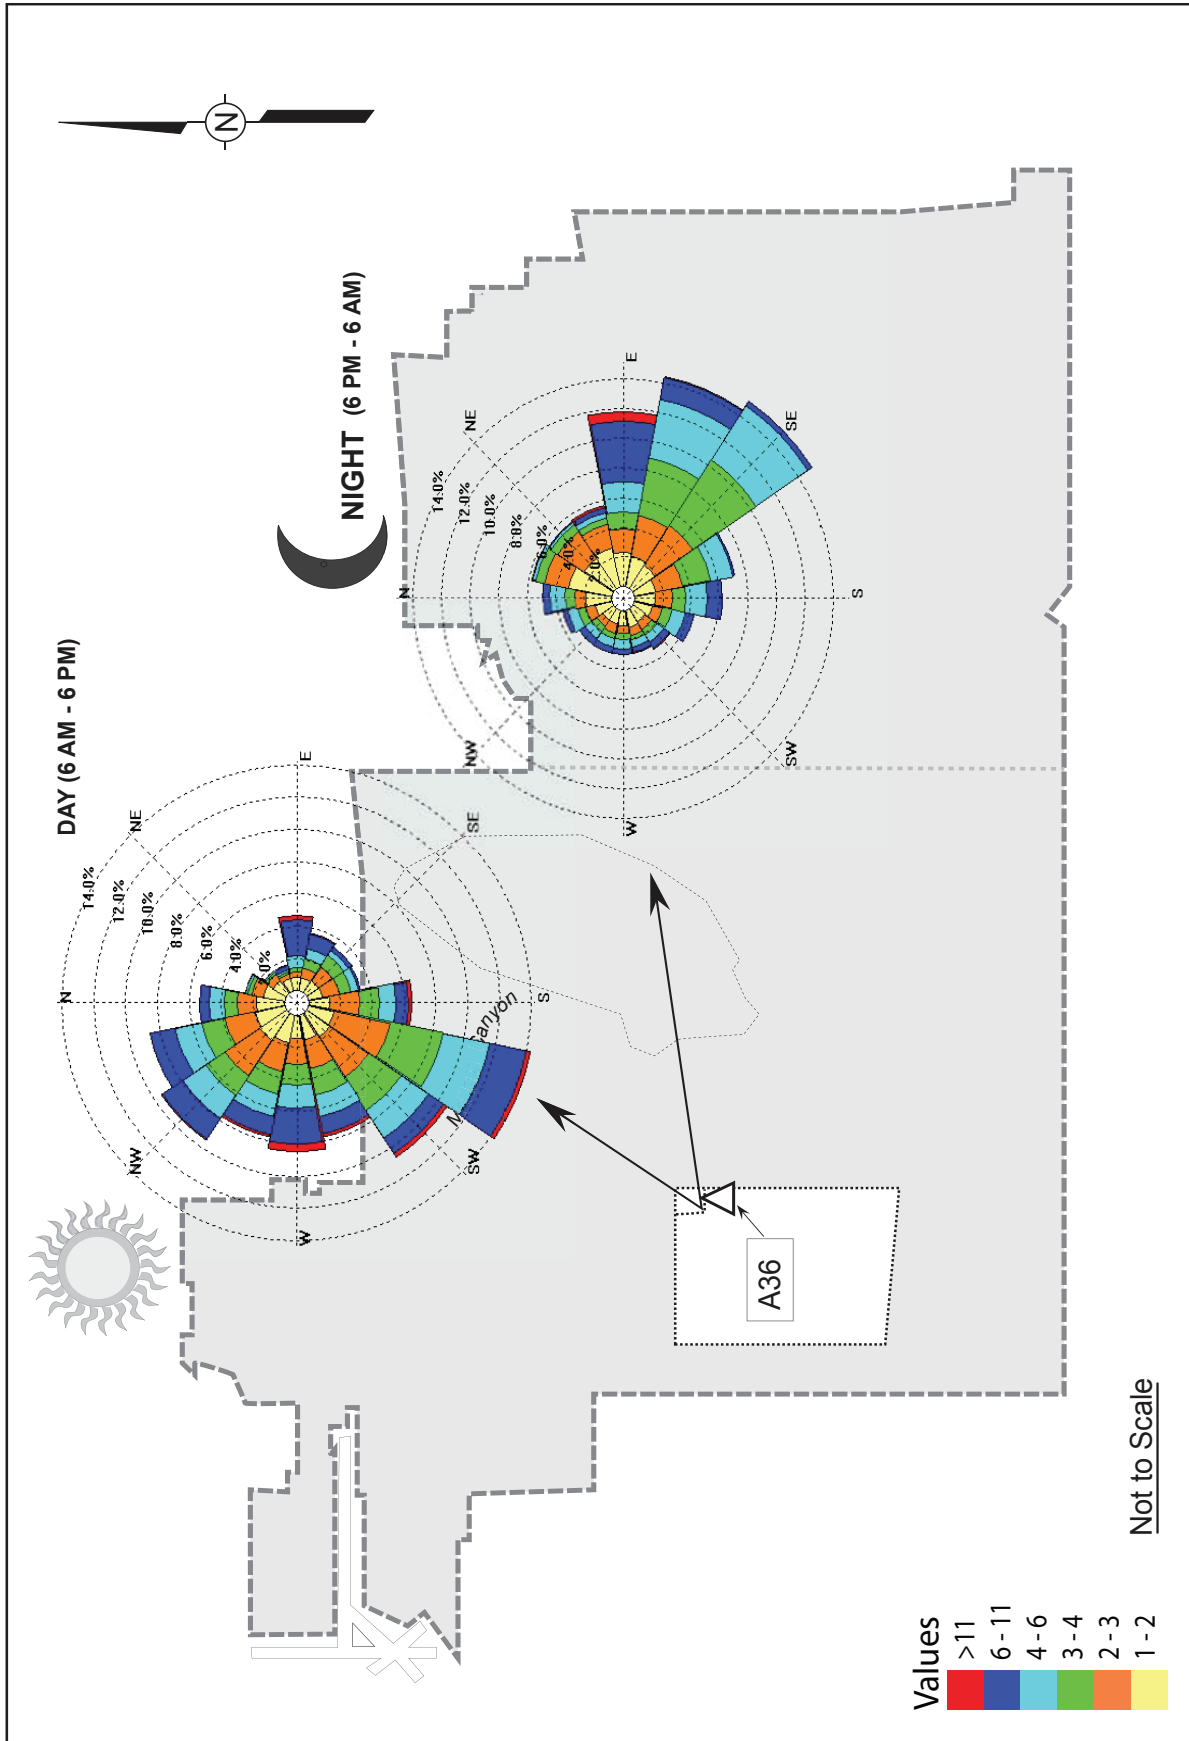 N
DAY (6 AM - 6 PM)
N
NE
E
SE
S
SW
W
NW
14.0%
12.0%
10.0%
8.0%
6.0%
4.0%
2.0%
NIGHT (6 PM - 6 AM)
N
NE
E
SE
S
SW
W
NW
14.0%
12.0%
10.0%
8.0%
6.0%
4.0%
2.0%
A36
Values
>11
6 - 11
4 - 6
3 - 4
2 - 3
1 - 2
Not to Scale